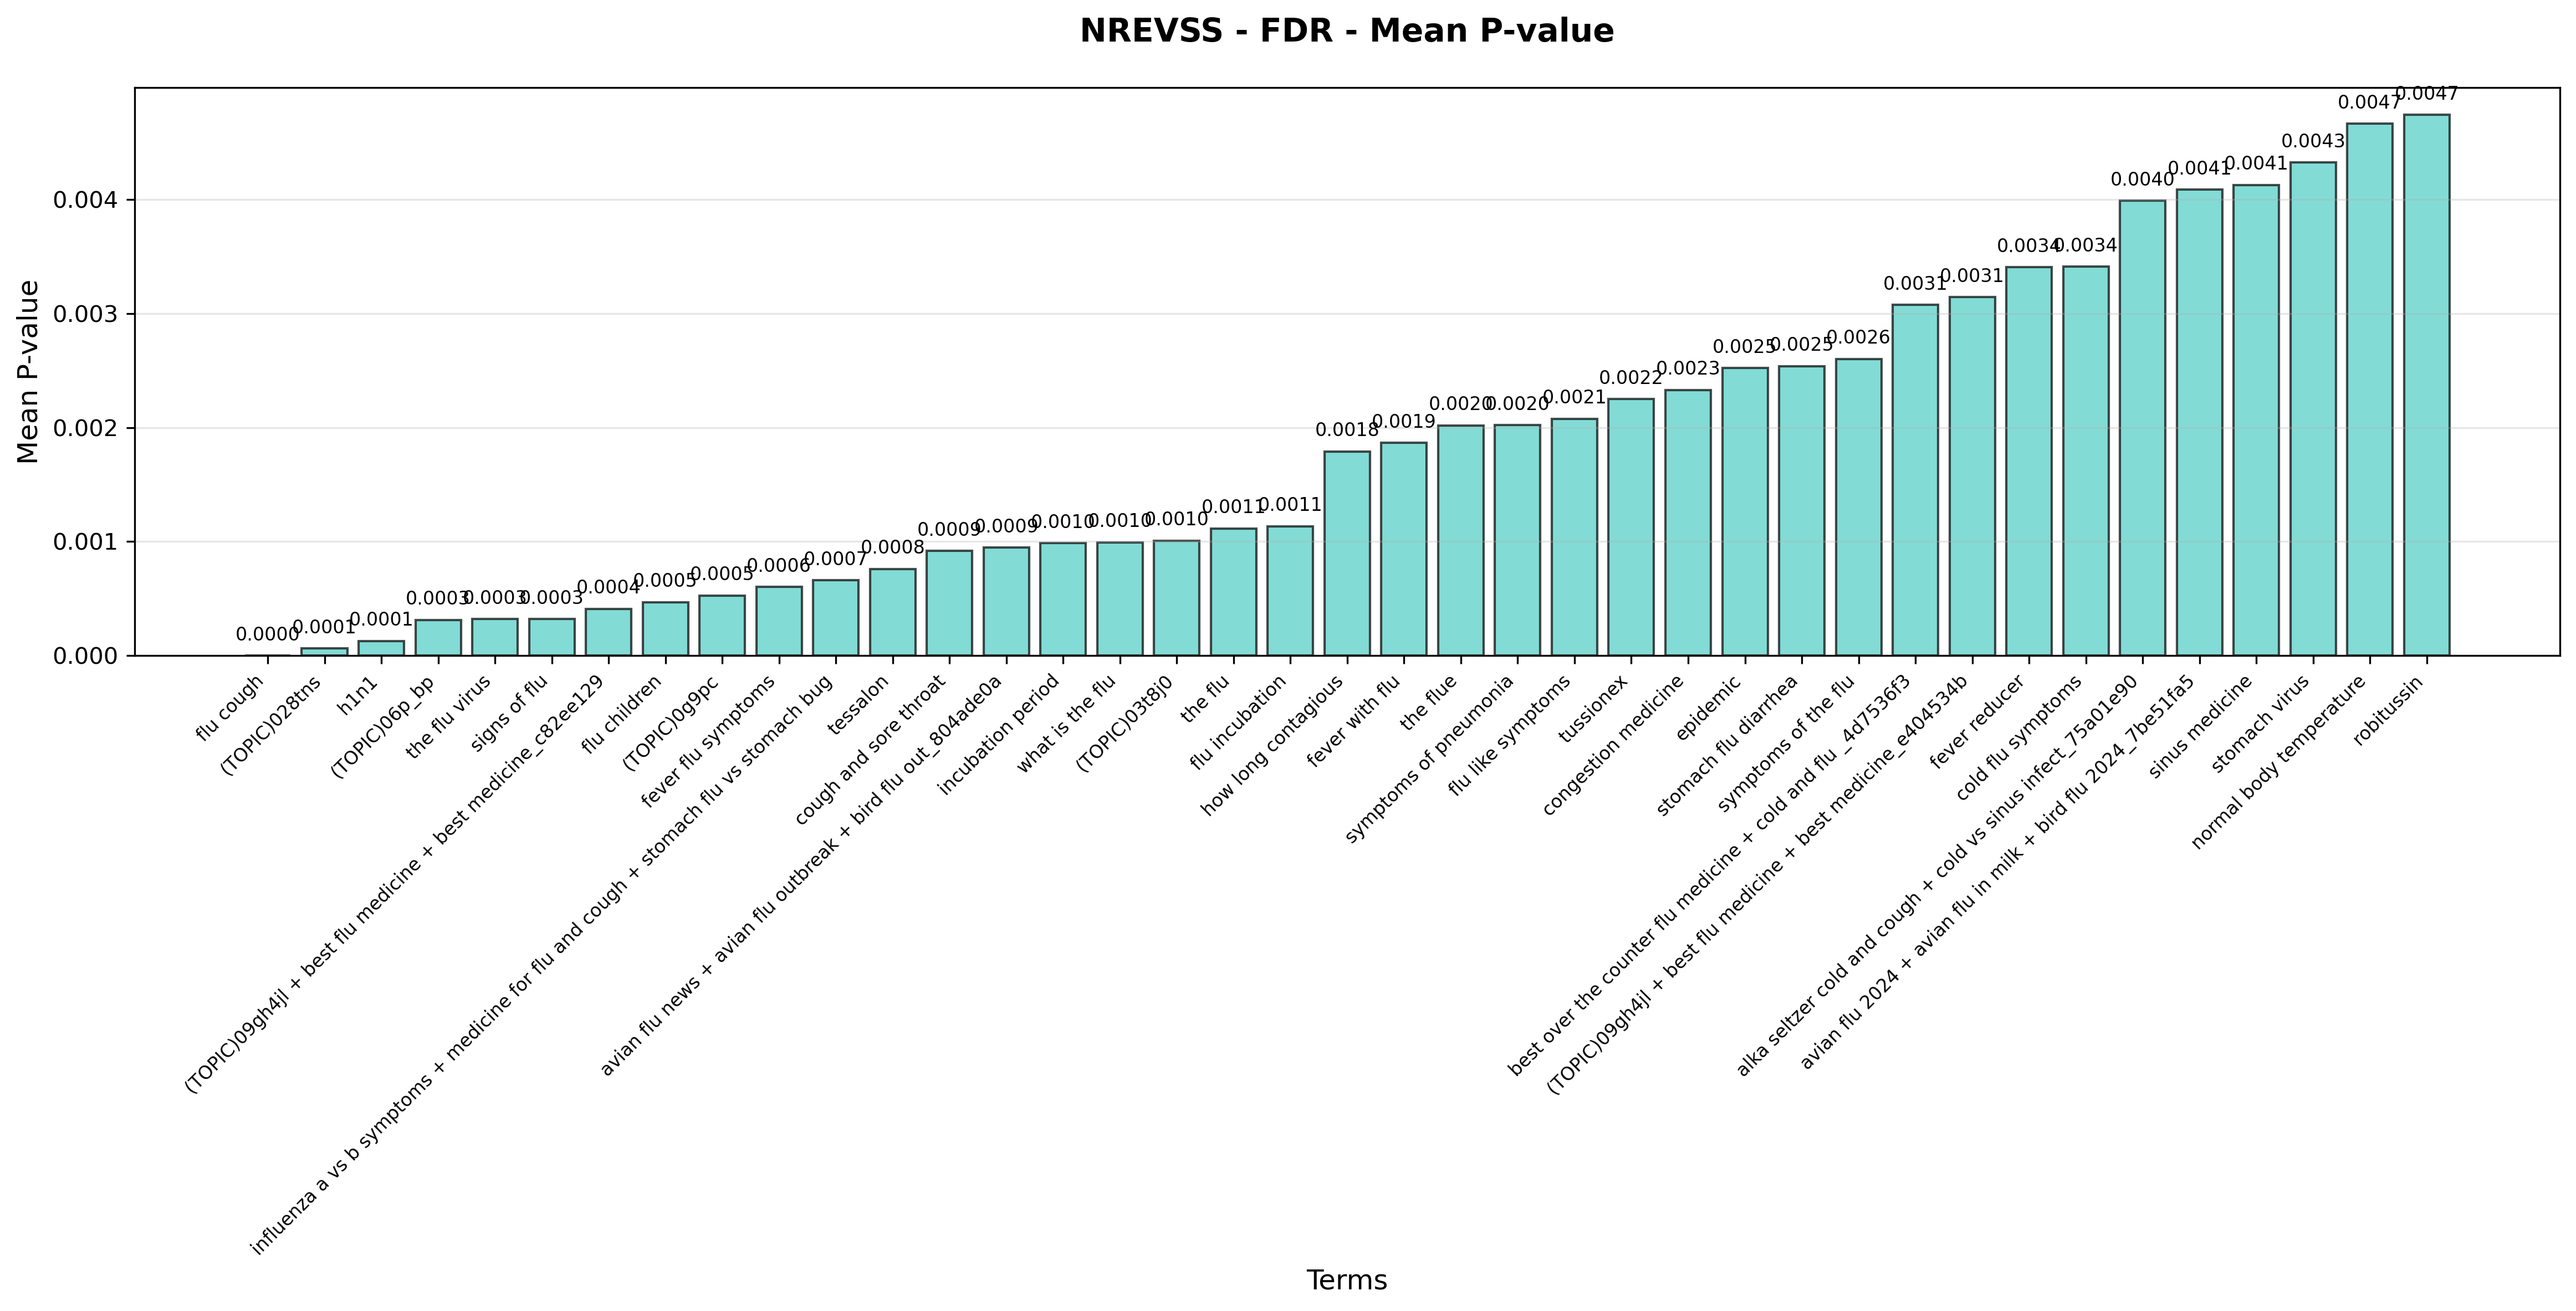 NREVSS - FDR - Mean P-value
Mean P-value
0.004
0.003
0.002
0.001
0.000
0.0000
0.0001
0.0001
0.0003
0.0003
0.0003
0.0004
0.0005
0.0005
0.0006
0.0007
0.0008
0.0009
0.0009
0.0010
0.0010
0.0010
0.0011
0.0011
0.0018
0.0019
0.0020
0.0020
0.0021
0.0022
0.0023
0.0025
0.0025
0.0026
0.0031
0.0031
0.0034
0.0034
0.0040
0.0041
0.0041
0.0043
0.0047
0.0047
flu cough
(TOPIC)028tns
h1n1
(TOPIC)06p_bp
the flu virus
signs of flu
(TOPIC)09gh4jl + best flu medicine + best medicine_c82ee129
flu children
(TOPIC)0g9pc
fever flu symptoms
influenza a vs b symptoms + medicine for flu and cough + stomach flu vs stomach bug
tessalon
cough and sore throat
avian flu news + avian flu outbreak + bird flu out_804ade0a
incubation period
what is the flu
(TOPIC)03t8j0
the flu
flu incubation
how long contagious
fever with flu
the flue
symptoms of pneumonia
flu like symptoms
tussionex
congestion medicine
epidemic
stomach flu diarrhea
symptoms of the flu
best over the counter flu medicine + cold and flu _4d7536f3
(TOPIC)09gh4jl + best flu medicine + best medicine_e404534b
fever reducer
cold flu symptoms
alka seltzer cold and cough + cold vs sinus infect_75a01e90
avian flu 2024 + avian flu in milk + bird flu 2024_7be51fa5
sinus medicine
stomach virus
normal body temperature
robitussin
Terms